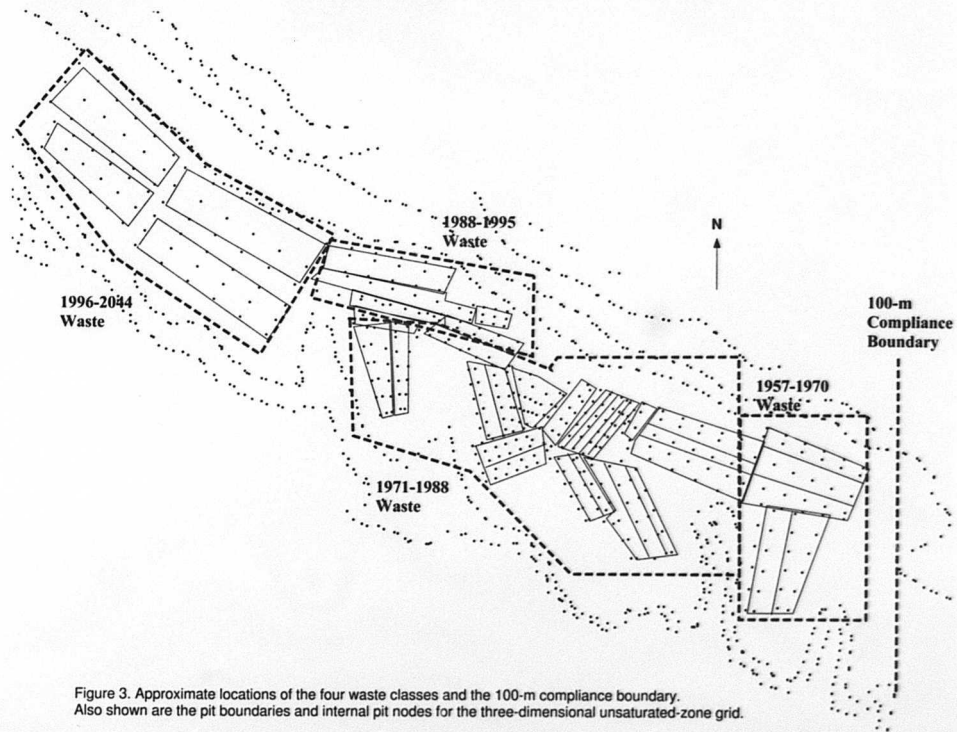 1988-1995
Waste
N
1996-2044
Waste
100-m
Compliance
Boundary
1957-1970
Waste
1971-1988
Waste
Figure 3. Approximate locations of the four waste classes and the 100-m compliance boundary.
Also shown are the pit boundaries and internal pit nodes for the three-dimensional unsaturated-zone grid.